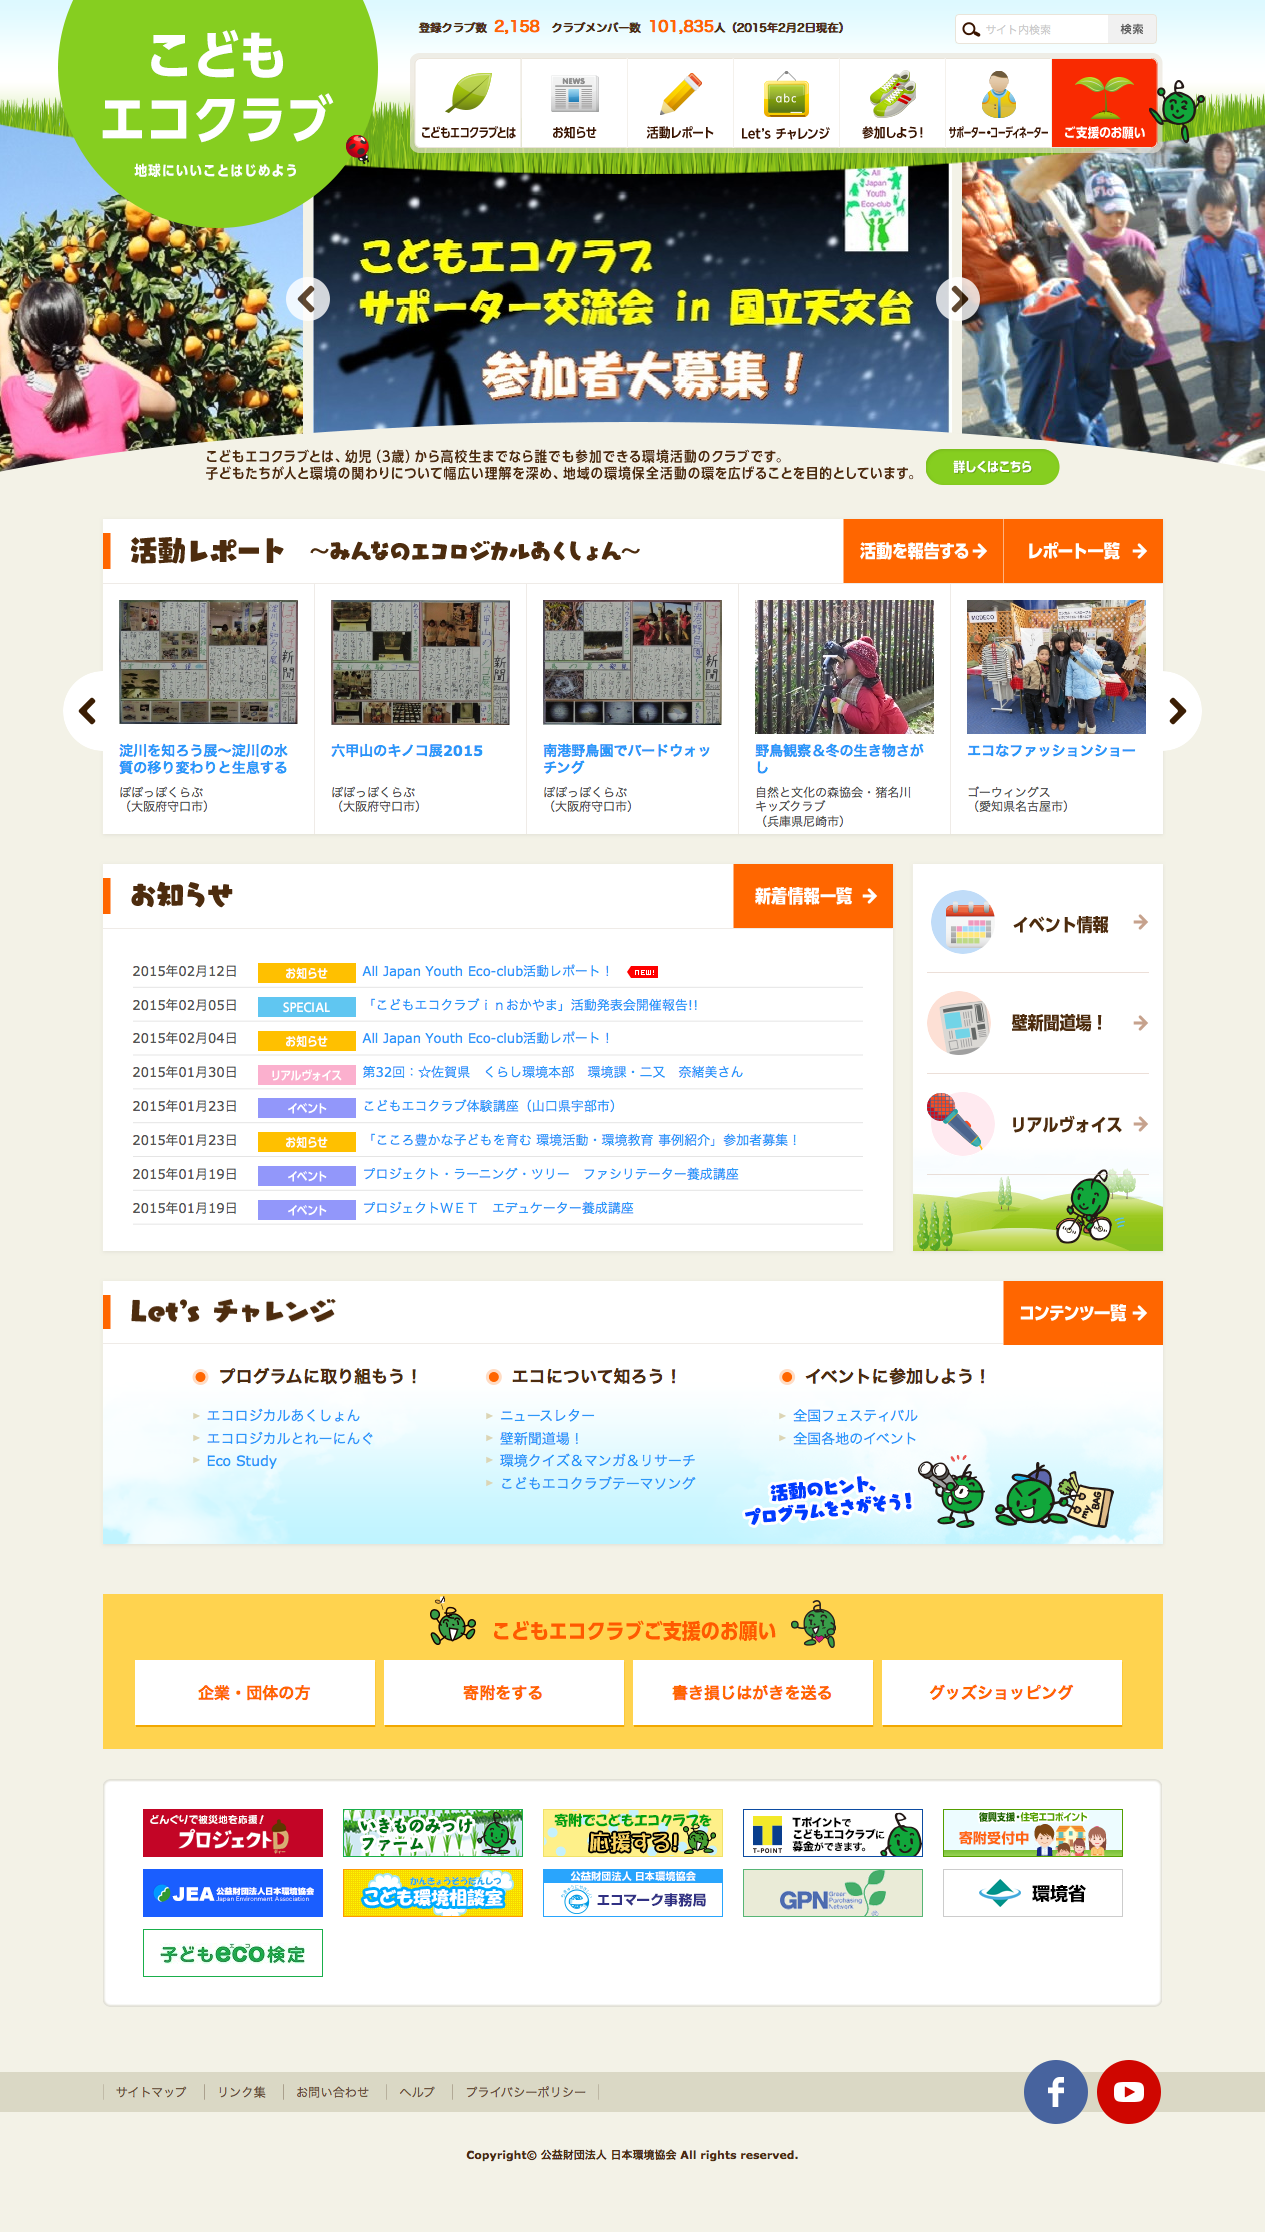 こども
エコクラブ
地球にいいことはじめよう
登録クラブ数 2,158 クラブメンバー数 101,835人（2015年2月2日現在）
サイト内検索
検索
こどもエコクラブとは
NEWS
お知らせ
活動レポート
abc
Let's チャレンジ
参加しよう!
サポーター・コーディネーター
ご支援のお願い
All
Japan
Youth
Eco-club
こどもエコクラブ
サポーター交流会 in 国立天文台
参加者大募集！
こどもエコクラブとは、幼児（3歳）から高校生までなら誰でも参加できる環境活動のクラブです。
子どもたちが人と環境の関わりについて幅広い理解を深め、地域の環境保全活動の環を広げることを目的としています。
詳しくはこちら
活動レポート ～みんなのエコロジカルあくしょん～
活動を報告する
レポート一覧
新聞
新聞
新聞
MODECO
淀川を知ろう展～淀川の水
質の移り変わりと生息する
ぽぽっぽくらぶ
（大阪府守口市）
六甲山のキノコ展2015
ぽぽっぽくらぶ
（大阪府守口市）
南港野鳥園でバードウォッ
チング
ぽぽっぽくらぶ
（大阪府守口市）
野鳥観察＆冬の生き物さが
し
自然と文化の森協会・猪名川
キッズクラブ
（兵庫県尼崎市）
エコなファッションショー
ゴーウィングス
（愛知県名古屋市）
お知らせ
新着情報一覧
2015年02月12日 お知らせ All Japan Youth Eco-club活動レポート！ NEW!
2015年02月05日 SPECIAL 「こどもエコクラブｉｎおかやま」活動発表会開催報告!!
2015年02月04日 お知らせ All Japan Youth Eco-club活動レポート！
2015年01月30日 リアルヴォイス 第32回：☆佐賀県　くらし環境本部　環境課・二又　奈緒美さん
2015年01月23日 イベント こどもエコクラブ体験講座（山口県宇部市）
2015年01月23日 お知らせ 「こころ豊かな子どもを育む 環境活動・環境教育 事例紹介」参加者募集！
2015年01月19日 イベント プロジェクト・ラーニング・ツリー　ファシリテーター養成講座
2015年01月19日 イベント プロジェクトＷＥＴ　エデュケーター養成講座
イベント情報
壁新聞道場！
リアルヴォイス
Let's チャレンジ
コンテンツ一覧
プログラムに取り組もう！
エコロジカルあくしょん
エコロジカルとれーにんぐ
Eco Study
エコについて知ろう！
ニュースレター
壁新聞道場！
環境クイズ＆マンガ＆リサーチ
こどもエコクラブテーマソング
イベントに参加しよう！
全国フェスティバル
全国各地のイベント
活動のヒント、
プログラムをさがそう!
my BAG
こどもエコクラブご支援のお願い
企業・団体の方
寄附をする
書き損じはがきを送る
グッズショッピング
どんぐりで被災地を応援！
プロジェクトD
ディー
いきものみつけ
ファーム
寄附でこどもエコクラブを
応援する!
T-POINT
Tポイントで
こどもエコクラブに
募金ができます。
復興支援・住宅エコポイント
寄附受付中
JEA 公益財団法人日本環境協会
Japan Environment Association
かんきょうそうだんしつ
こども環境相談室
公益財団法人 日本環境協会
エコマーク事務局
GPN
Green
Purchasing
Network
環境省
子どもeco検定
サイトマップ
リンク集
お問い合わせ
ヘルプ
プライバシーポリシー
f
Copyright© 公益財団法人 日本環境協会 All rights reserved.